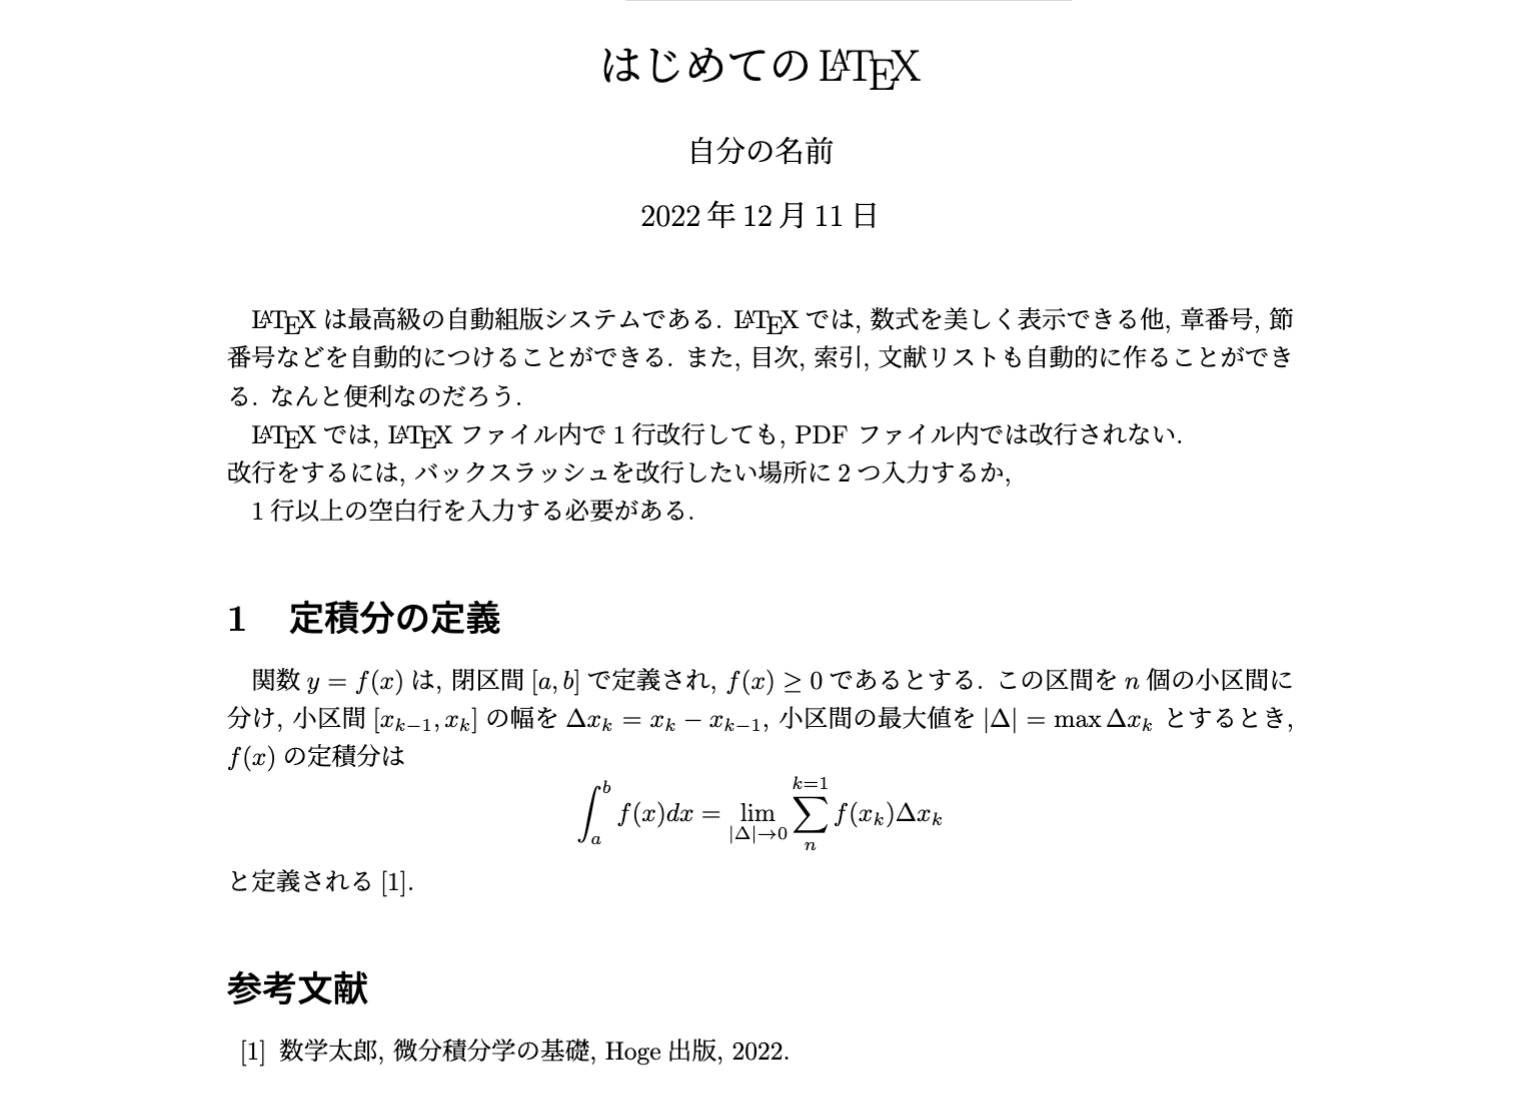 はじめての LATEX
自分の名前
2022 年 12 月 11 日
LATEX は最高級の自動組版システムである. LATEX では, 数式を美しく表示できる他, 章番号, 節
番号などを自動的につけることができる. また, 目次, 索引, 文献リストも自動的に作ることができ
る. なんと便利なのだろう.
LATEX では, LATEX ファイル内で 1 行改行しても, PDF ファイル内では改行されない.
改行をするには, バックスラッシュを改行したい場所に 2 つ入力するか,
1 行以上の空白行を入力する必要がある.
1 定積分の定義
関数 y = f(x) は, 閉区間 [a, b] で定義され, f(x) ≥ 0 であるとする. この区間を n 個の小区間に
分け, 小区間 [x_{k−1}, x_k] の幅を Δx_k = x_k − x_{k−1}, 小区間の最大値を |Δ| = max Δx_k とするとき,
f(x) の定積分は
∫_a^b f(x)dx = lim_{|Δ|→0} ∑_n^{k=1} f(x_k)Δx_k
と定義される [1].
参考文献
[1] 数学太郎, 微分積分学の基礎, Hoge 出版, 2022.